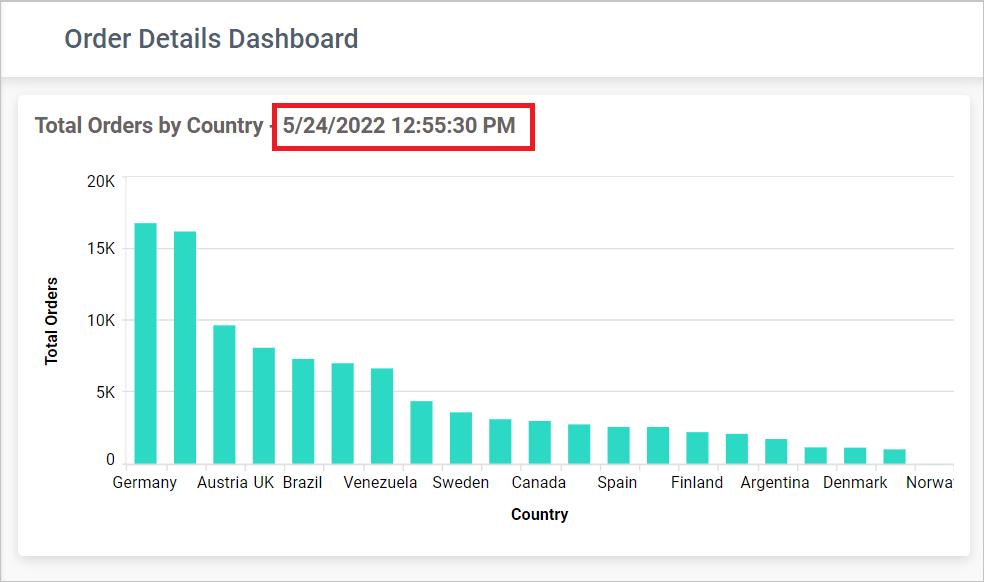 Order Details Dashboard
Total Orders by Country - 5/24/2022 12:55:30 PM
20K
15K
10K
5K
0
Total Orders
Germany Austria UK Brazil Venezuela Sweden Canada Spain Finland Argentina Denmark Norwa
Country